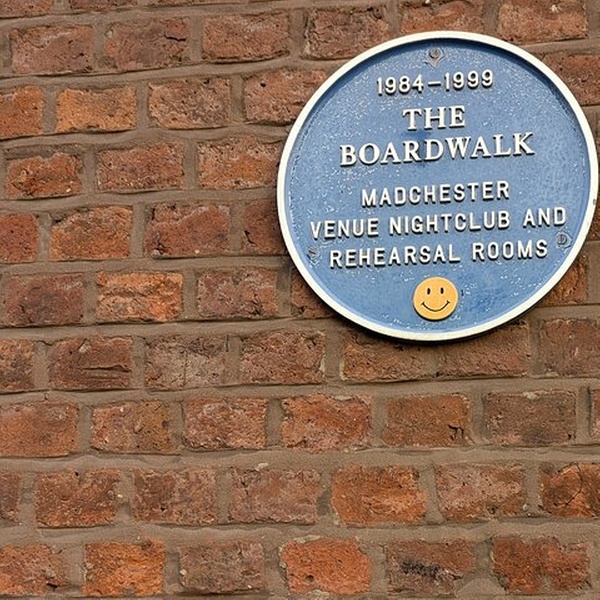 1984–1999
THE
BOARDWALK
MADCHESTER
VENUE NIGHTCLUB AND
REHEARSAL ROOMS